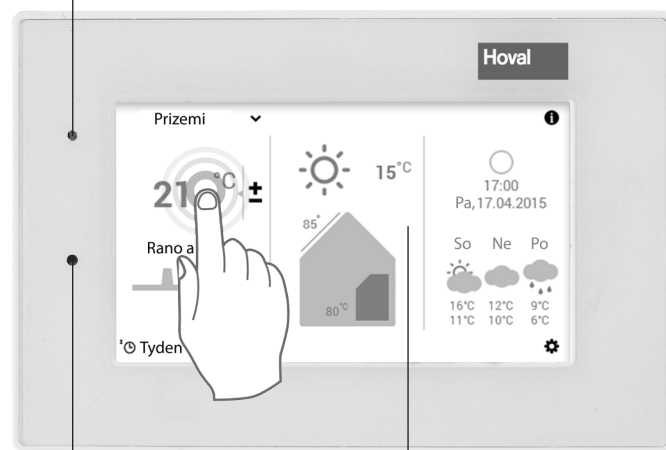 Hoval
Prizemi
21 °C ±
Rano a
Tyden
15°C
85°
80°C
17:00
Pa, 17.04.2015
So Ne Po
16°C 12°C 9°C
11°C 10°C 6°C